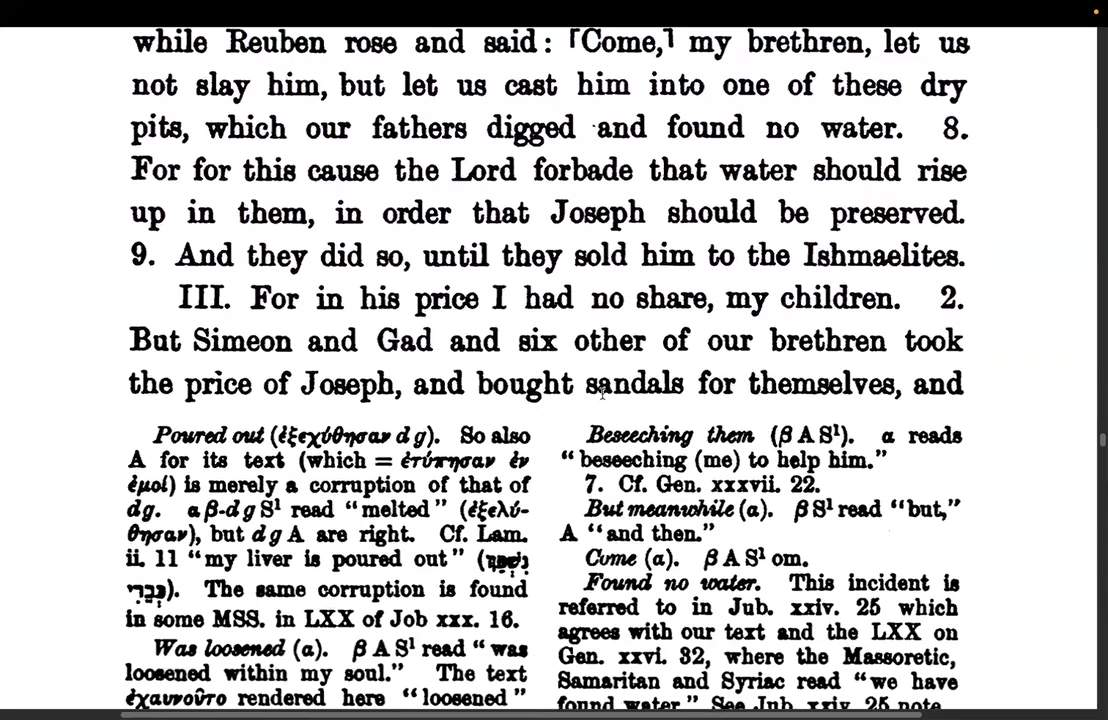 while Reuben rose and said: ⌜Come,⌝ my brethren, let us
not slay him, but let us cast him into one of these dry
pits, which our fathers digged and found no water. 8.
For for this cause the Lord forbade that water should rise
up in them, in order that Joseph should be preserved.
9. And they did so, until they sold him to the Ishmaelites.
III. For in his price I had no share, my children. 2.
But Simeon and Gad and six other of our brethren took
the price of Joseph, and bought sandals for themselves, and
Poured out (ἐξεχύθησαν d g). So also
A for its text (which = ἐτύπησαν ἐν
ἐμοί) is merely a corruption of that of
dg. α β-d g S¹ read “melted” (ἐξελύ-
θησαν), but d g A are right. Cf. Lam.
ii. 11 “my liver is poured out” (נשפך
כברי). The same corruption is found
in some MSS. in LXX of Job xxx. 16.
Was loosened (α). β A S¹ read “was
loosened within my soul.” The text
ἐχαυνοῦτο rendered here “loosened”
Beseeching them (β A S¹). α reads
“beseeching (me) to help him.”
7. Cf. Gen. xxxvii. 22.
But meanwhile (α). β S¹ read “but,”
A “and then.”
Come (α). β A S¹ om.
Found no water. This incident is
referred to in Jub. xxiv. 25 which
agrees with our text and the LXX on
Gen. xxvi. 32, where the Massoretic,
Samaritan and Syriac read “we have
found water.” See Jub. xxiv. 25 note.